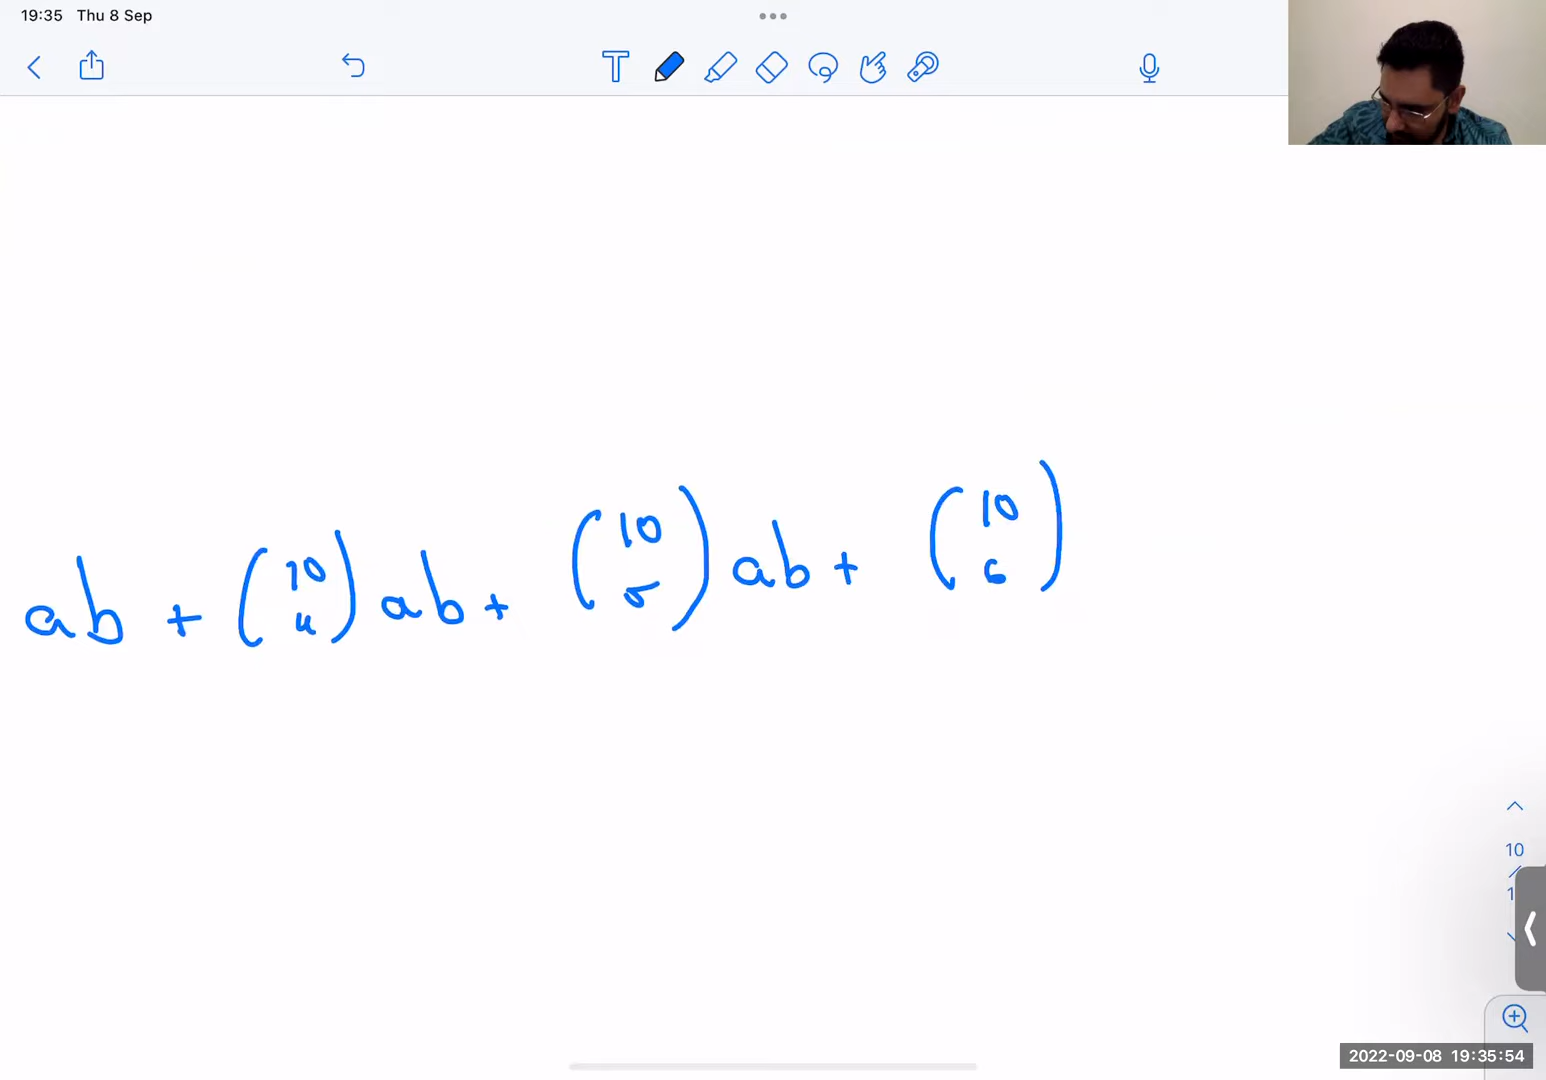 19:35 Thu 8 Sep
T
ab + (10 4) ab + (10 5) ab + (10 6)
10
1
2022-09-08 19:35:54